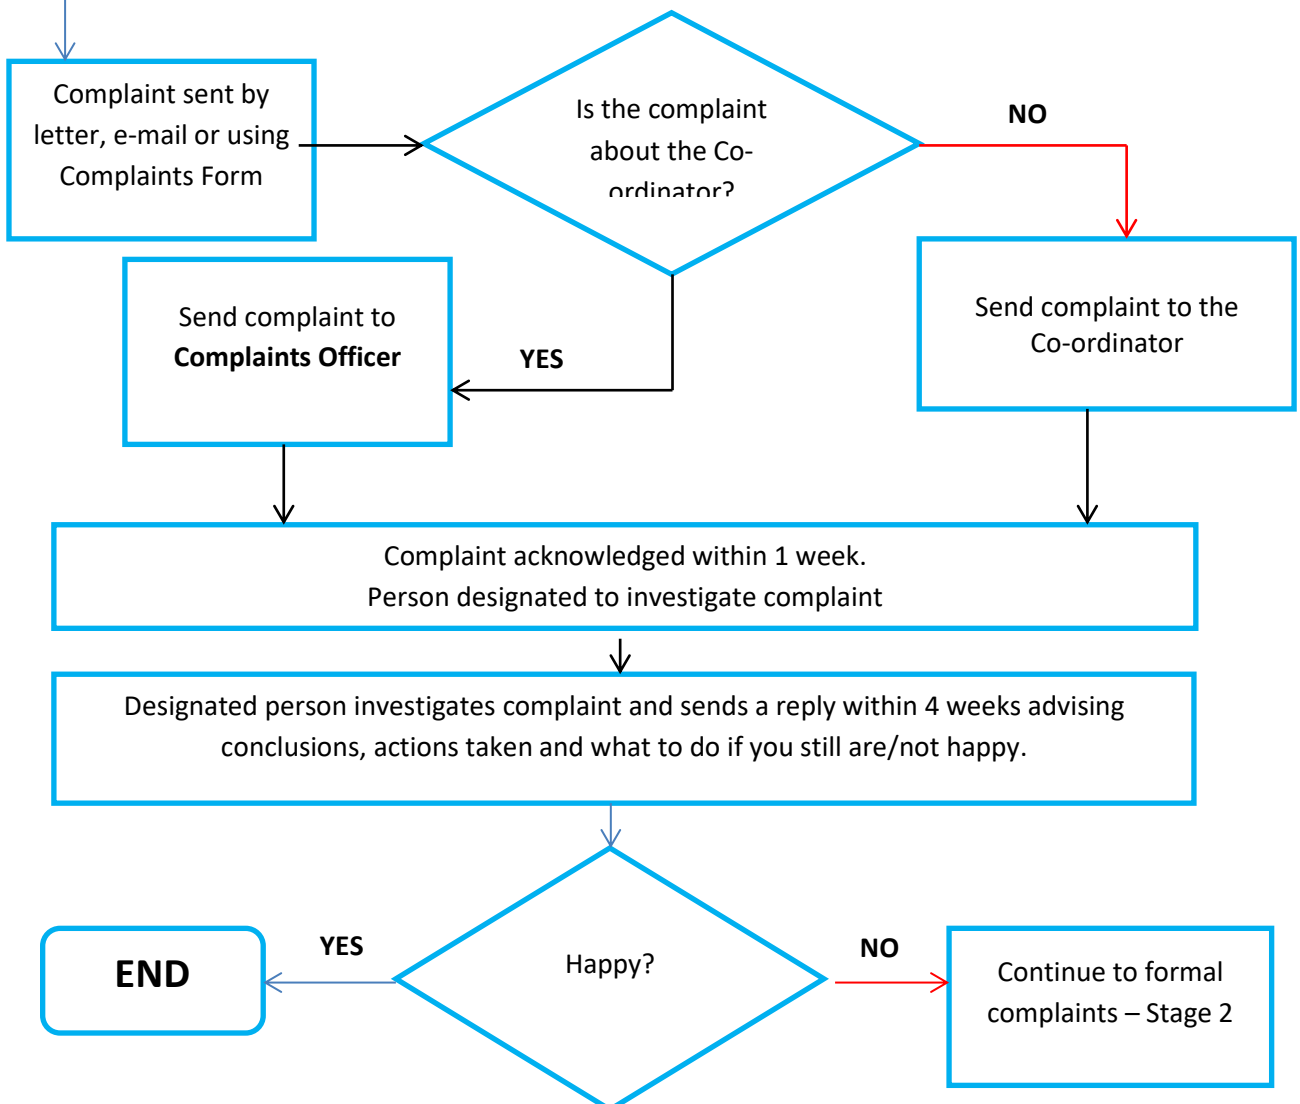 Complaint sent by
letter, e-mail or using
Complaints Form
Is the complaint
about the Co-
ordinator?
NO
Send complaint to
Complaints Officer
YES
Send complaint to the
Co-ordinator
Complaint acknowledged within 1 week.
Person designated to investigate complaint
Designated person investigates complaint and sends a reply within 4 weeks advising
conclusions, actions taken and what to do if you still are/not happy.
END
YES
Happy?
NO
Continue to formal
complaints – Stage 2